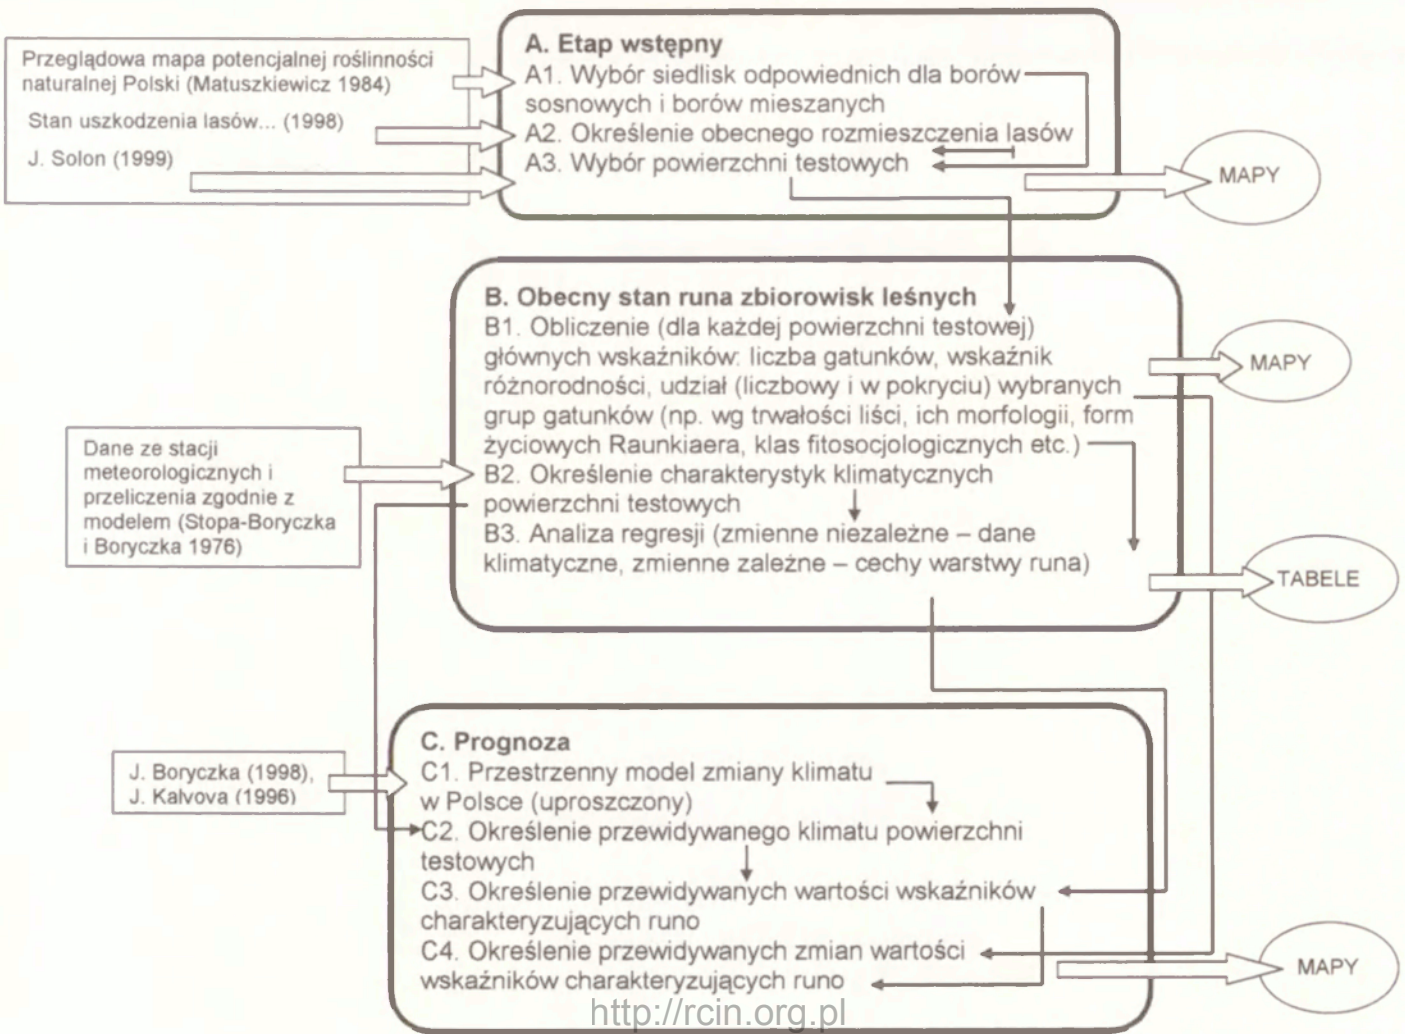 Przeglądowa mapa potencjalnej roślinności
naturalnej Polski (Matuszkiewicz 1984)
Stan uszkodzenia lasów... (1998)
J. Solon (1999)
A. Etap wstępny
A1. Wybór siedlisk odpowiednich dla borów
sosnowych i borów mieszanych
A2. Określenie obecnego rozmieszczenia lasów
A3. Wybór powierzchni testowych
MAPY
B. Obecny stan runa zbiorowisk leśnych
B1. Obliczenie (dla każdej powierzchni testowej)
głównych wskaźników: liczba gatunków, wskaźnik
różnorodności, udział (liczbowy i w pokryciu) wybranych
grup gatunków (np. wg trwałości liści, ich morfologii, form
życiowych Raunkiaera, klas fitosocjologicznych etc.)
B2. Określenie charakterystyk klimatycznych
powierzchni testowych
B3. Analiza regresji (zmienne niezależne – dane
klimatyczne, zmienne zależne – cechy warstwy runa)
MAPY
Dane ze stacji
meteorologicznych i
przeliczenia zgodnie z
modelem (Stopa-Boryczka
i Boryczka 1976)
TABELE
C. Prognoza
C1. Przestrzenny model zmiany klimatu
w Polsce (uproszczony)
C2. Określenie przewidywanego klimatu powierzchni
testowych
C3. Określenie przewidywanych wartości wskaźników
charakteryzujących runo
C4. Określenie przewidywanych zmian wartości
wskaźników charakteryzujących runo
J. Boryczka (1998),
J. Kalvova (1996)
MAPY
http://rcin.org.pl